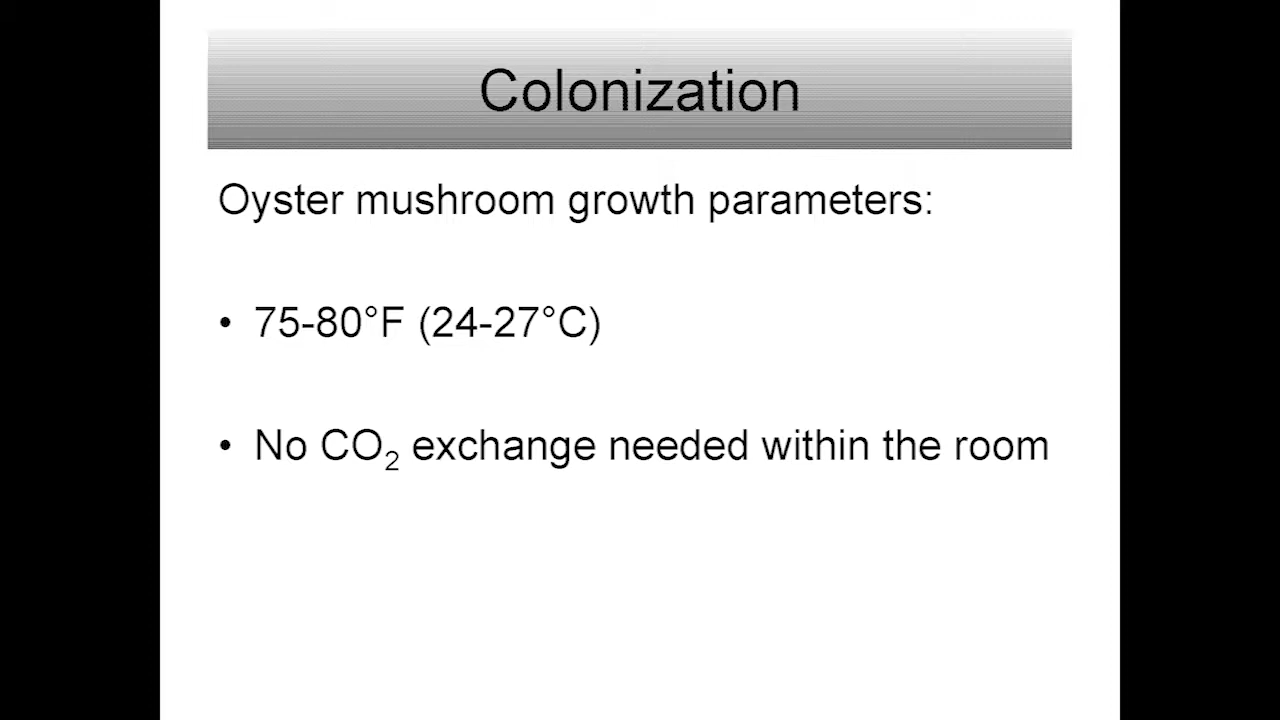 Colonization
Oyster mushroom growth parameters:
• 75-80°F (24-27°C)
• No CO₂ exchange needed within the room